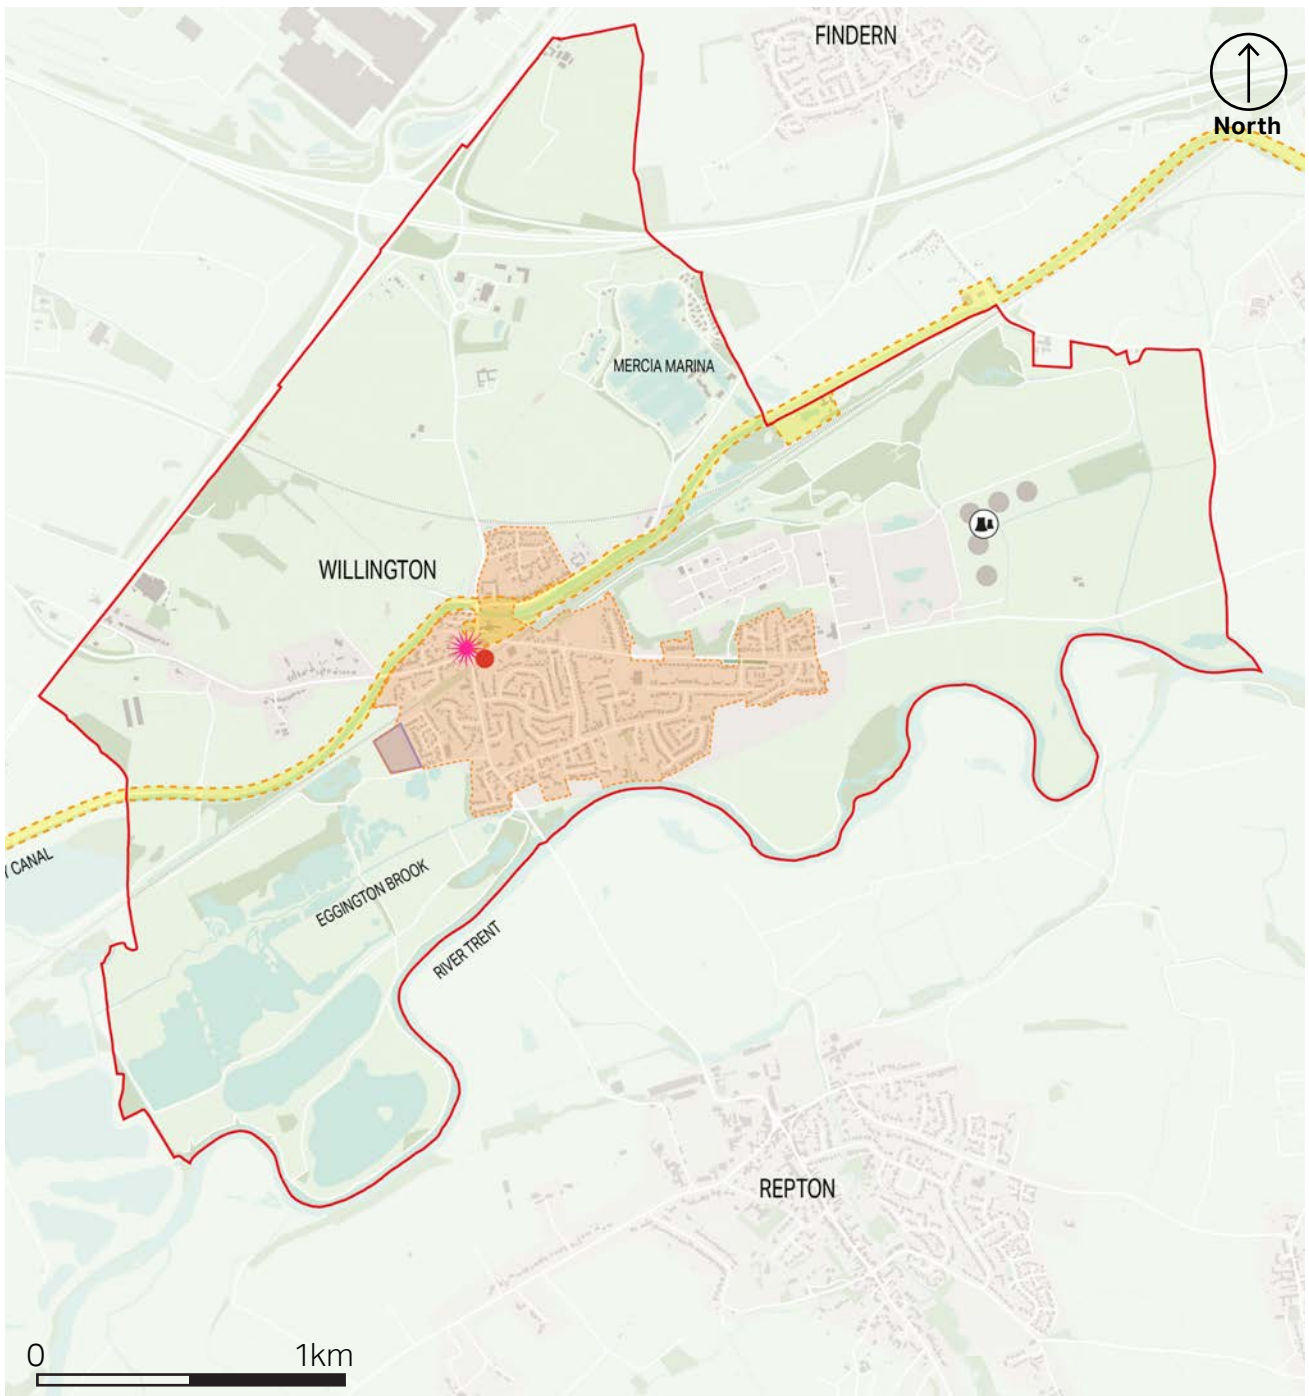 FINDERN
North
MERCIA MARINA
WILLINGTON
CANAL
EGGINGTON BROOK
RIVER TRENT
REPTON
0 1km